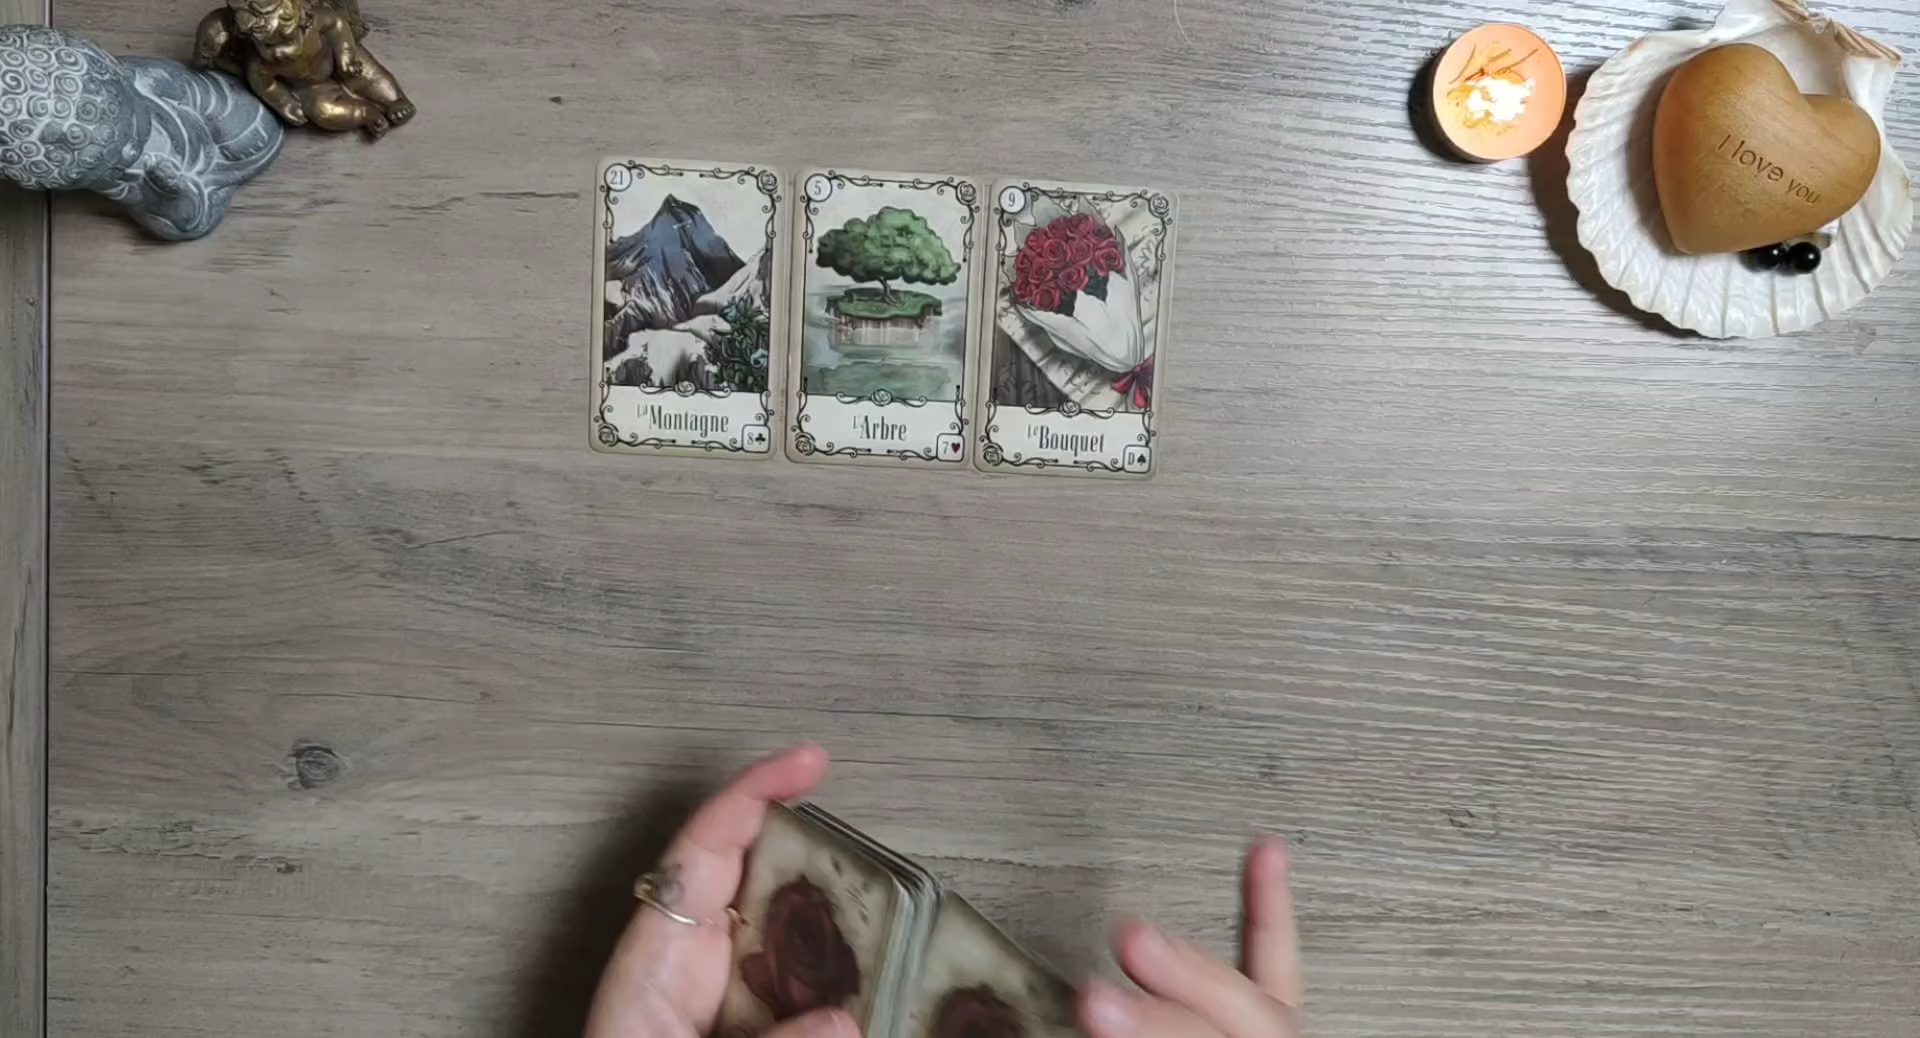 21
La Montagne
8♣
5
L'Arbre
7♥
9
Le Bouquet
D♠
I love you